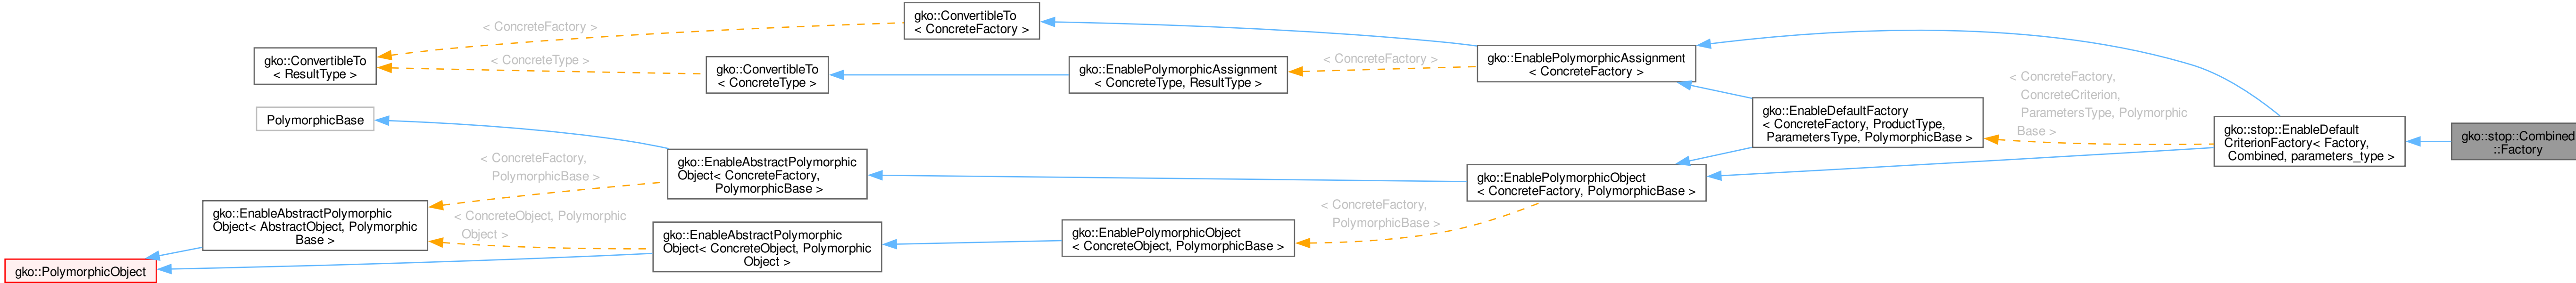 gko::ConvertibleTo
< ConcreteFactory >
< ConcreteFactory >
gko::ConvertibleTo
< ResultType >
< ConcreteType >
gko::ConvertibleTo
< ConcreteType >
gko::EnablePolymorphicAssignment
< ConcreteType, ResultType >
< ConcreteFactory >
gko::EnablePolymorphicAssignment
< ConcreteFactory >
PolymorphicBase
gko::EnableDefaultFactory
< ConcreteFactory, ProductType,
ParametersType, PolymorphicBase >
< ConcreteFactory,
ConcreteCriterion,
ParametersType, Polymorphic
Base >
gko::stop::EnableDefault
CriterionFactory< Factory,
Combined, parameters_type >
gko::stop::Combined
::Factory
< ConcreteFactory,
PolymorphicBase >
gko::EnableAbstractPolymorphic
Object< ConcreteFactory,
PolymorphicBase >
gko::EnablePolymorphicObject
< ConcreteFactory, PolymorphicBase >
gko::EnableAbstractPolymorphic
Object< AbstractObject, Polymorphic
Base >
< ConcreteObject, Polymorphic
Object >
gko::EnableAbstractPolymorphic
Object< ConcreteObject, Polymorphic
Object >
gko::EnablePolymorphicObject
< ConcreteObject, PolymorphicBase >
< ConcreteFactory,
PolymorphicBase >
gko::PolymorphicObject